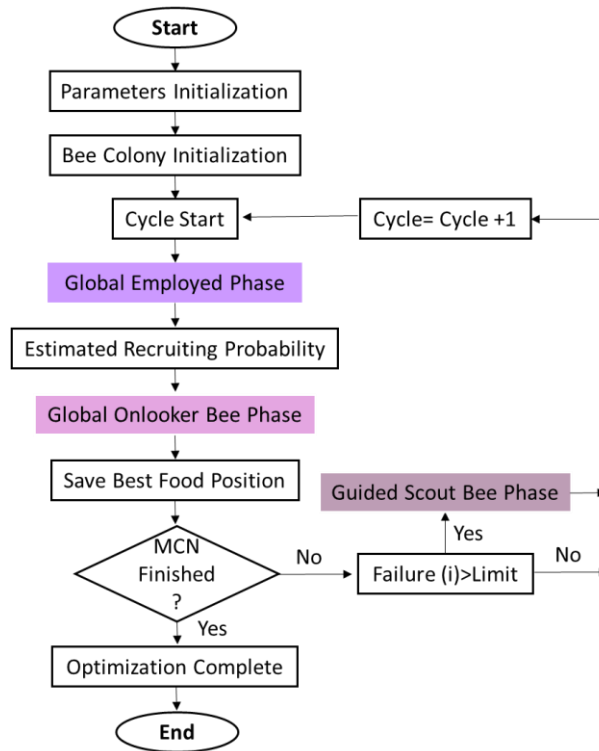 Start
Parameters Initialization
Bee Colony Initialization
Cycle Start
Cycle= Cycle +1
Global Employed Phase
Estimated Recruiting Probability
Global Onlooker Bee Phase
Save Best Food Position
Guided Scout Bee Phase
MCN
Finished
?
No
Yes
Failure (i)>Limit
No
Yes
Optimization Complete
End